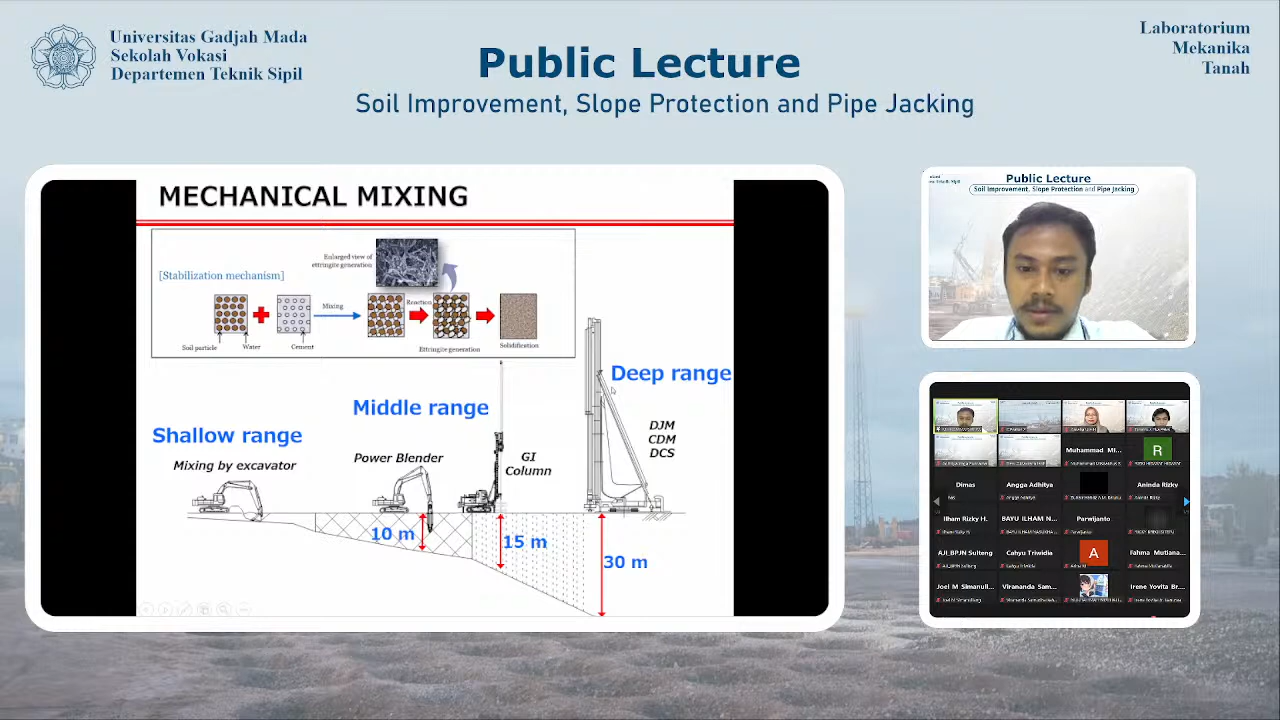 Universitas Gadjah Mada
Sekolah Vokasi
Departemen Teknik Sipil
Public Lecture
Soil Improvement, Slope Protection and Pipe Jacking
Laboratorium
Mekanika
Tanah
MECHANICAL MIXING
Enlarged view of
ettringite generation
[Stabilization mechanism]
Mixing
Reaction
Soil particle
Water
Cement
Ettringite generation
Solidification
Deep range
Middle range
Shallow range
DJM
CDM
DCS
Power Blender
GI
Column
Mixing by excavator
10 m
15 m
30 m
Public Lecture
Soil Improvement, Slope Protection and Pipe Jacking
Muhammad Mi...
R
Dimas
Angga Adhitya
Aninda Rizky
Ilham Rizky H.
BAYU ILHAM N...
Parwijanto
AJI_BPJN Sulteng
Cahyu Triwidia
A
Fahma Mutiana...
Joel M Simanull...
Virananda Sam...
Irene Yovita Br...